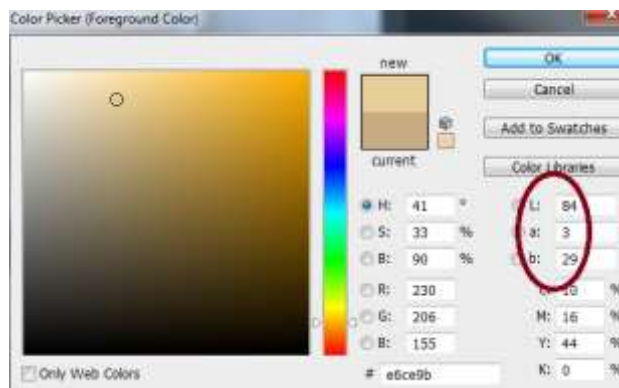 Color Picker (Foreground Color)
new
current
OK
Cancel
Add to Swatches
Color Libraries
H: 41 °
S: 33 %
B: 90 %
R: 230
G: 206
B: 155
# e6ce9b
L: 84
a: 3
b: 29
10 %
M: 16 %
Y: 44 %
K: 0 %
Only Web Colors